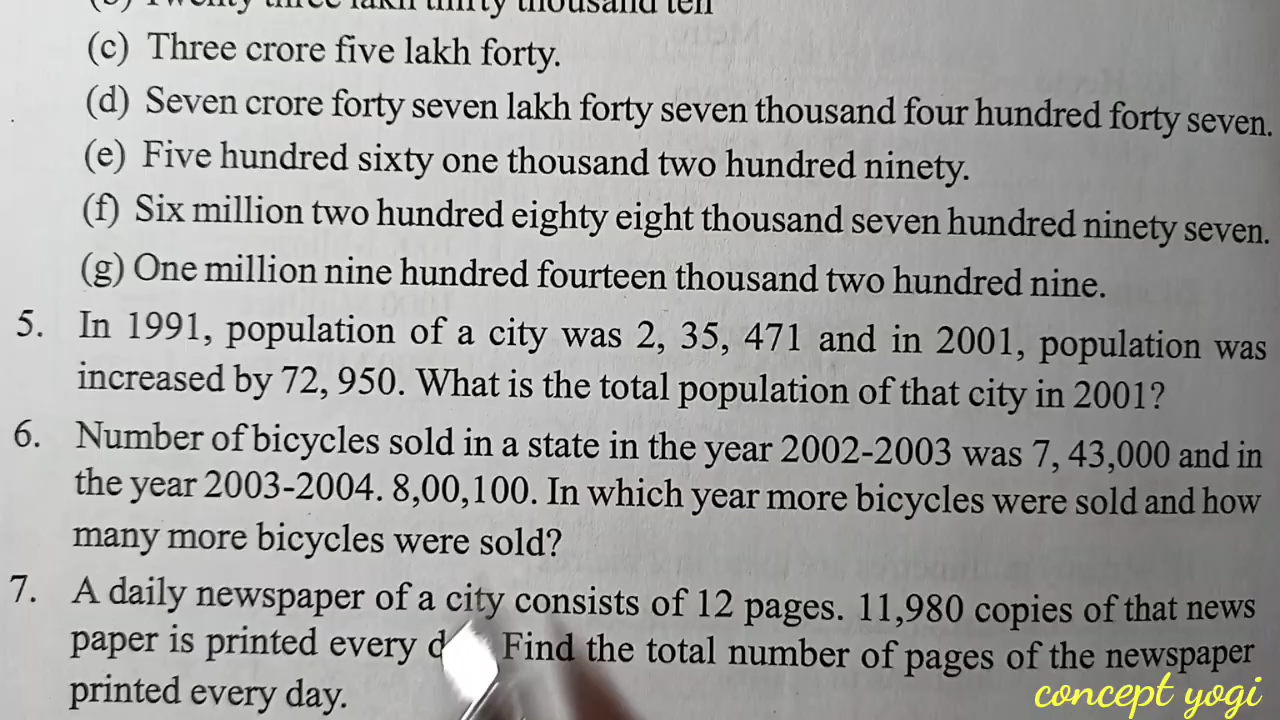 (b) Twenty three lakh thirty thousand ten
(c) Three crore five lakh forty.
(d) Seven crore forty seven lakh forty seven thousand four hundred forty seven.
(e) Five hundred sixty one thousand two hundred ninety.
(f) Six million two hundred eighty eight thousand seven hundred ninety seven.
(g) One million nine hundred fourteen thousand two hundred nine.
5. In 1991, population of a city was 2, 35, 471 and in 2001, population was
increased by 72, 950. What is the total population of that city in 2001?
6. Number of bicycles sold in a state in the year 2002-2003 was 7, 43,000 and in
the year 2003-2004. 8,00,100. In which year more bicycles were sold and how
many more bicycles were sold?
7. A daily newspaper of a city consists of 12 pages. 11,980 copies of that news
paper is printed every Find the total number of pages of the newspaper
printed every day.
concept yogi